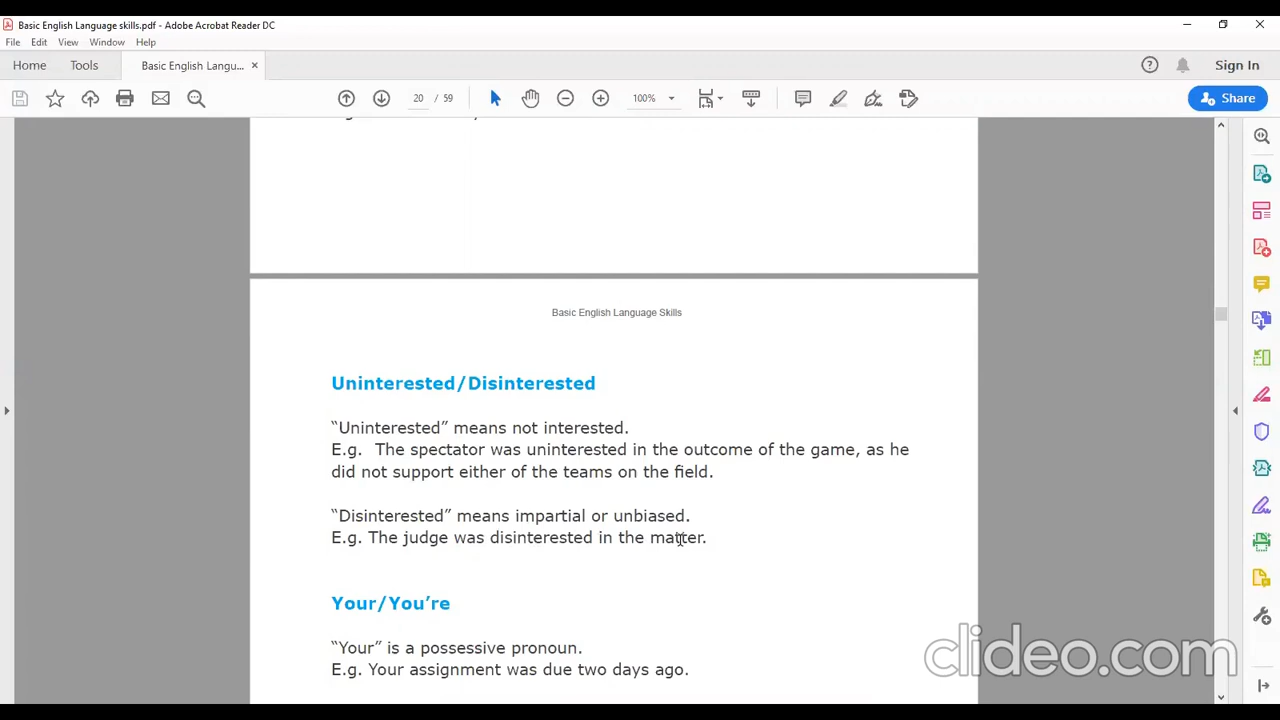 Basic English Language skills.pdf - Adobe Acrobat Reader DC
File Edit View Window Help
Home Tools Basic English Langu... × Sign In
20 / 59 100% Share
Basic English Language Skills
Uninterested/Disinterested
“Uninterested” means not interested.
E.g. The spectator was uninterested in the outcome of the game, as he
did not support either of the teams on the field.
“Disinterested” means impartial or unbiased.
E.g. The judge was disinterested in the matter.
Your/You’re
“Your” is a possessive pronoun.
E.g. Your assignment was due two days ago.
clideo.com